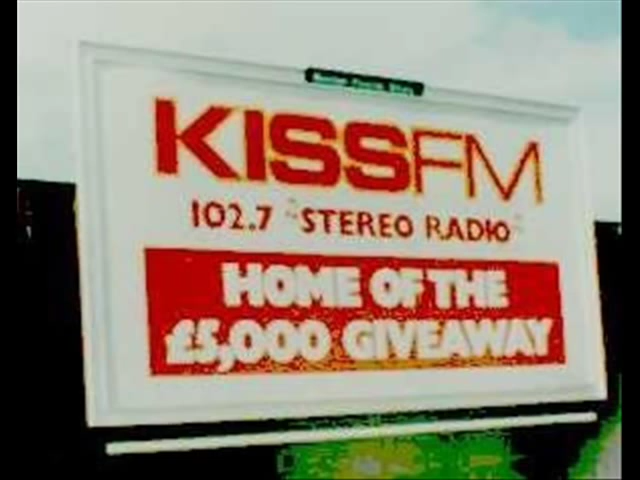 KISSFM
102.7 "STEREO RADIO"
HOME OF THE
£5,000 GIVEAWAY